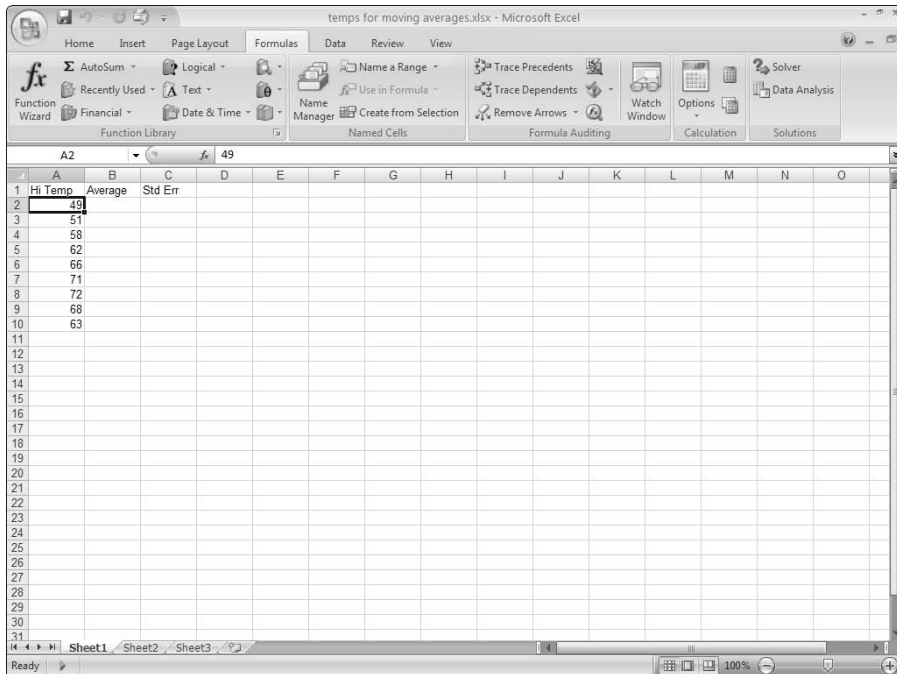 temps for moving averages.xlsx - Microsoft Excel
Home Insert Page Layout Formulas Data Review View
fx Function Wizard
Σ AutoSum
Recently Used
Financial
Logical
Text
Date & Time
Function Library
Name Manager
Name a Range
Use in Formula
Create from Selection
Named Cells
Trace Precedents
Trace Dependents
Remove Arrows
Formula Auditing
Watch Window
Options
Calculation
Solver
Data Analysis
Solutions
A2 fx 49
A B C D E F G H I J K L M N O
1 Hi Temp Average Std Err
2 49
3 51
4 58
5 62
6 66
7 71
8 72
9 68
10 63
11
12
13
14
15
16
17
18
19
20
21
22
23
24
25
26
27
28
29
30
31
Sheet1 Sheet2 Sheet3
Ready 100%